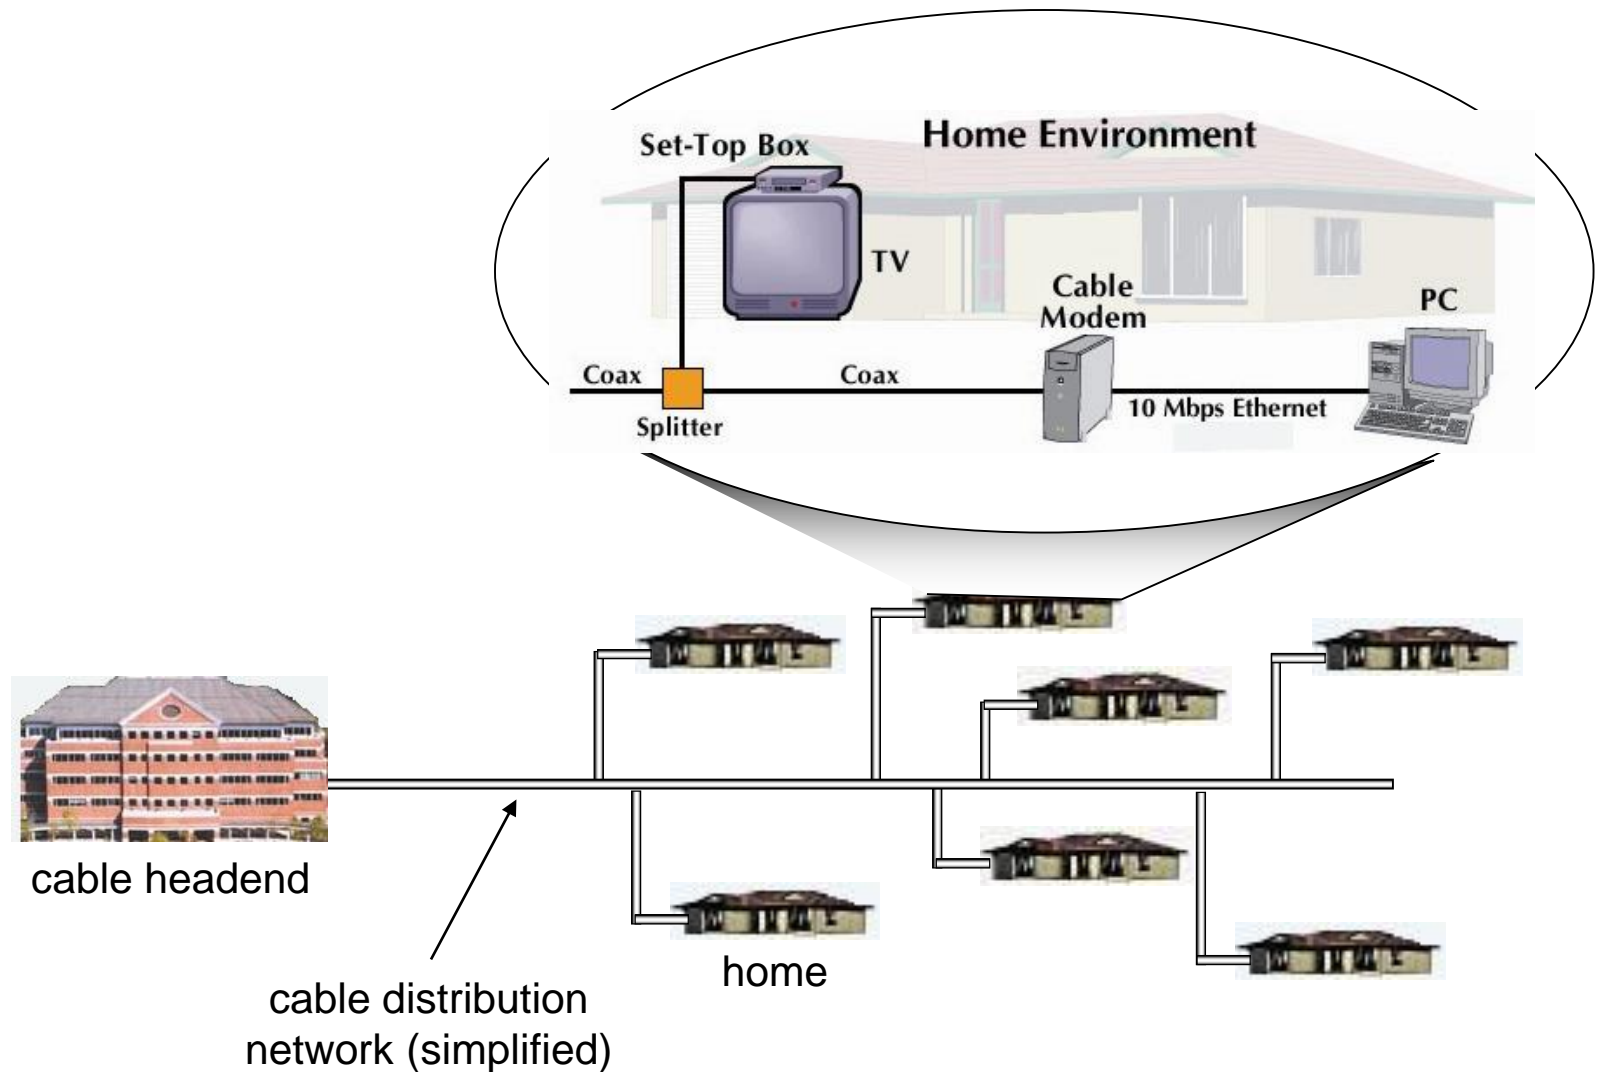 Home Environment
Set-Top Box
TV
Cable
Modem
PC
Coax
Coax
10 Mbps Ethernet
Splitter
cable headend
home
cable distribution
network (simplified)